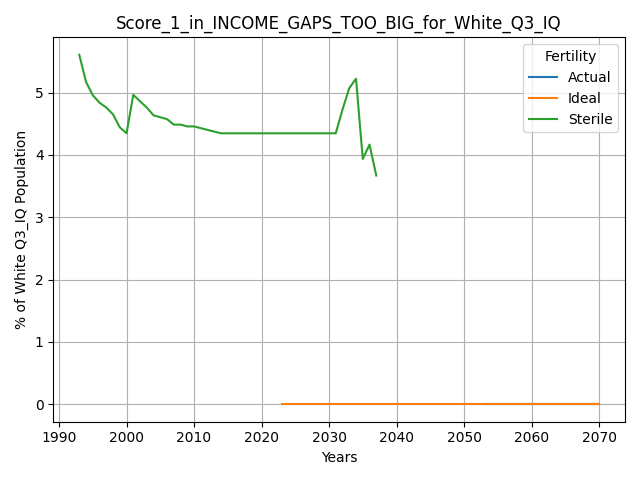 Score_1_in_INCOME_GAPS_TOO_BIG_for_White_Q3_IQ
Fertility
Actual
Ideal
Sterile
% of White Q3_IQ Population
5
4
3
2
1
0
1990 2000 2010 2020 2030 2040 2050 2060 2070
Years